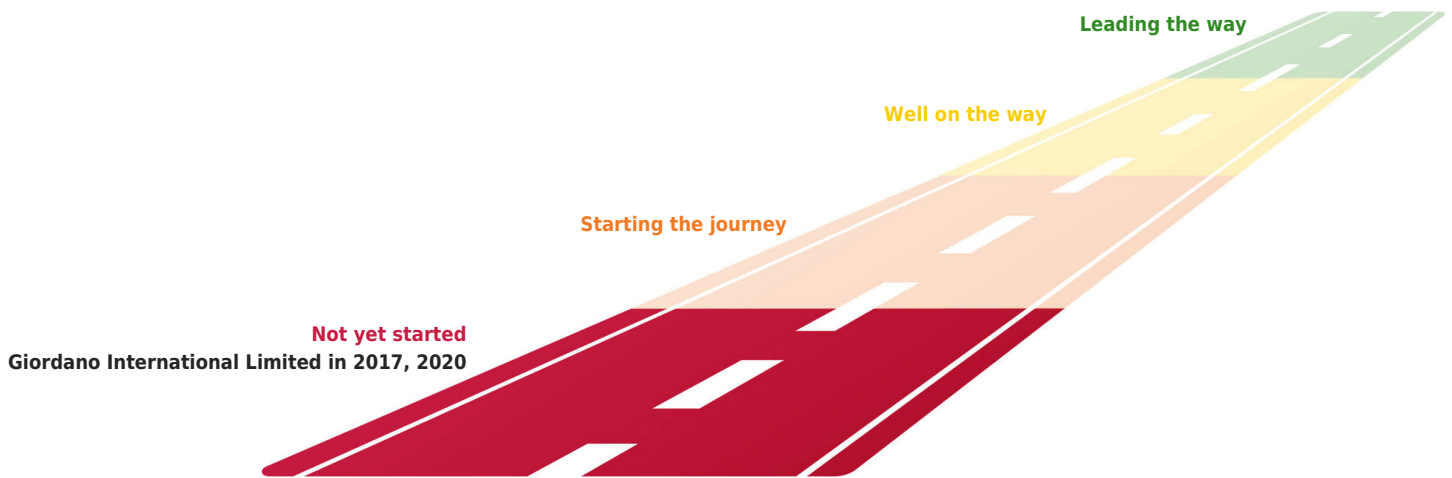 Leading the way
Well on the way
Starting the journey
Not yet started
Giordano International Limited in 2017, 2020